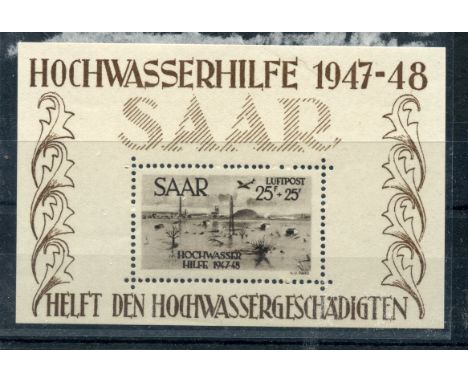 HOCHWASSERHILFE 1947-48
SAAR
SAAR
LUFTPOST
25F + 25F
HOCHWASSER
HILFE 1947-48
HELFT DEN HOCHWASSERGESCHÄDIGTEN